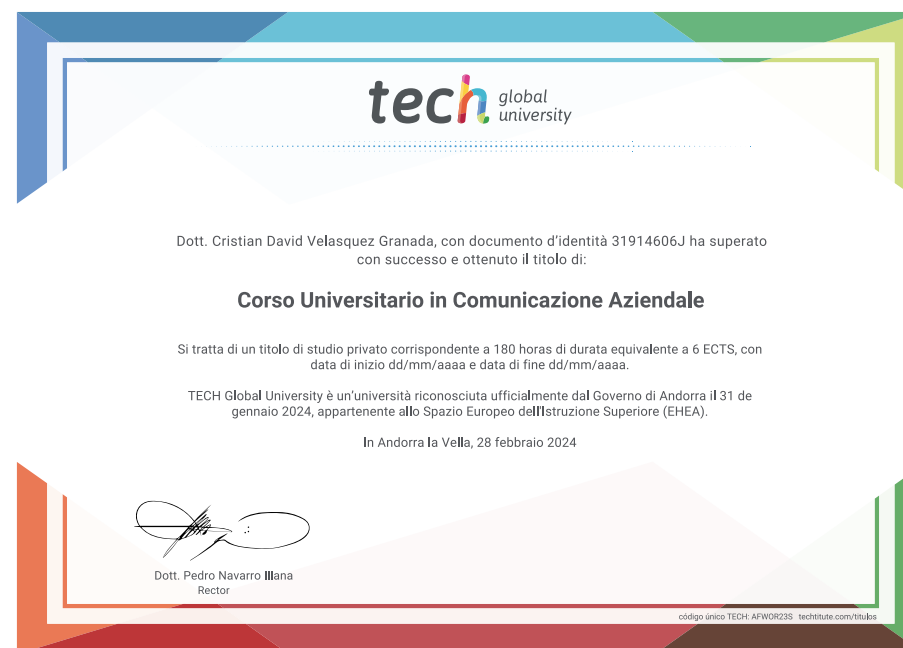 tech global
university
Dott. Cristian David Velasquez Granada, con documento d'identità 31914606J ha superato
con successo e ottenuto il titolo di:
Corso Universitario in Comunicazione Aziendale
Si tratta di un titolo di studio privato corrispondente a 180 horas di durata equivalente a 6 ECTS, con
data di inizio dd/mm/aaaa e data di fine dd/mm/aaaa.
TECH Global University è un'università riconosciuta ufficialmente dal Governo di Andorra il 31 de
gennaio 2024, appartenente allo Spazio Europeo dell'Istruzione Superiore (EHEA).
In Andorra la Vella, 28 febbraio 2024
Dott. Pedro Navarro Illana
Rector
código único TECH: AFWOR23S techtitute.com/titulos